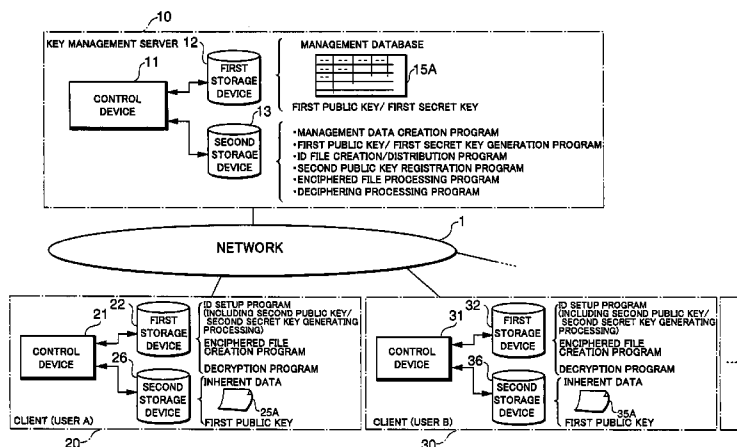 10
KEY MANAGEMENT SERVER
12
11
CONTROL
DEVICE
FIRST
STORAGE
DEVICE
13
SECOND
STORAGE
DEVICE
MANAGEMENT DATABASE
15A
FIRST PUBLIC KEY/ FIRST SECRET KEY
•MANAGEMENT DATA CREATION PROGRAM
•FIRST PUBLIC KEY/ FIRST SECRET KEY GENERATION PROGRAM
•ID FILE CREATION/DISTRIBUTION PROGRAM
•SECOND PUBLIC KEY REGISTRATION PROGRAM
•ENCIPHERED FILE PROCESSING PROGRAM
•DECIPHERING PROCESSING PROGRAM
1
NETWORK
21
CONTROL
DEVICE
22
FIRST
STORAGE
DEVICE
26
SECOND
STORAGE
DEVICE
ID SETUP PROGRAM
(INCLUDING SECOND PUBLIC KEY/
SECOND SECRET KEY GENERATING
PROCESSING)
ENCIPHERED FILE
CREATION PROGRAM
DECRYPTION PROGRAM
INHERENT DATA
25A
FIRST PUBLIC KEY
CLIENT (USER A)
20
31
CONTROL
DEVICE
32
FIRST
STORAGE
DEVICE
36
SECOND
STORAGE
DEVICE
ID SETUP PROGRAM
(INCLUDING SECOND PUBLIC KEY/
SECOND SECRET KEY GENERATING
PROCESSING)
ENCIPHERED FILE
CREATION PROGRAM
DECRYPTION PROGRAM
INHERENT DATA
35A
FIRST PUBLIC KEY
CLIENT (USER B)
30